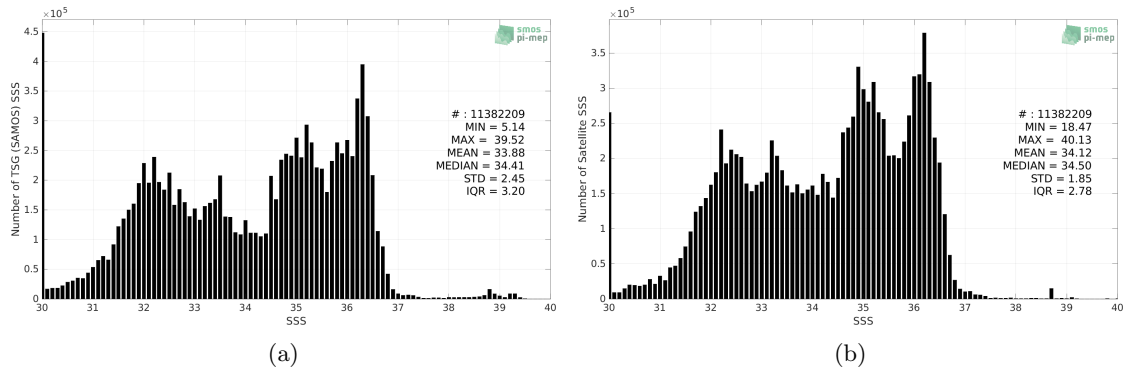 ×10⁵
4.5
4
3.5
3
2.5
2
1.5
1
0.5
0
Number of TSG (SAMOS) SSS
30 31 32 33 34 35 36 37 38 39 40
SSS
smos
pi-mep
# : 11382209
MIN = 5.14
MAX = 39.52
MEAN = 33.88
MEDIAN = 34.41
STD = 2.45
IQR = 3.20
(a)
×10⁵
3.5
3
2.5
2
1.5
1
0.5
0
Number of Satellite SSS
30 31 32 33 34 35 36 37 38 39 40
SSS
smos
pi-mep
# : 11382209
MIN = 18.47
MAX = 40.13
MEAN = 34.12
MEDIAN = 34.50
STD = 1.85
IQR = 2.78
(b)